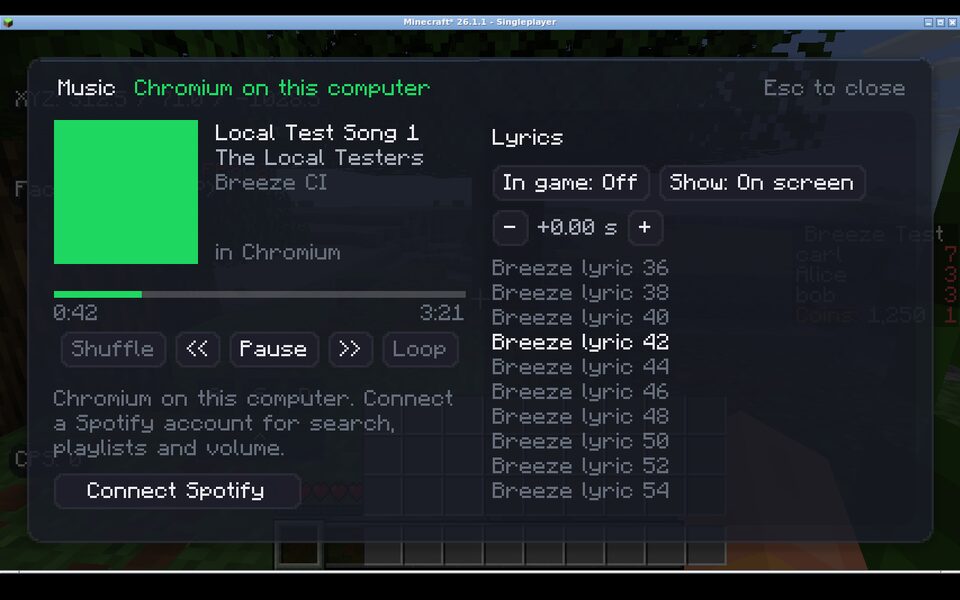 Minecraft* 26.1.1 - Singleplayer
Music Chromium on this computer
Esc to close
Local Test Song 1
The Local Testers
Breeze CI
in Chromium
0:42
3:21
Shuffle
<<
Pause
>>
Loop
Chromium on this computer. Connect
a Spotify account for search,
playlists and volume.
Connect Spotify
Lyrics
In game: Off
Show: On screen
- +0.00 s +
Breeze lyric 36
Breeze lyric 38
Breeze lyric 40
Breeze lyric 42
Breeze lyric 44
Breeze lyric 46
Breeze lyric 48
Breeze lyric 50
Breeze lyric 52
Breeze lyric 54
Breeze Test
carl 7
Alice 3
bob 3
Coins: 1,250 1